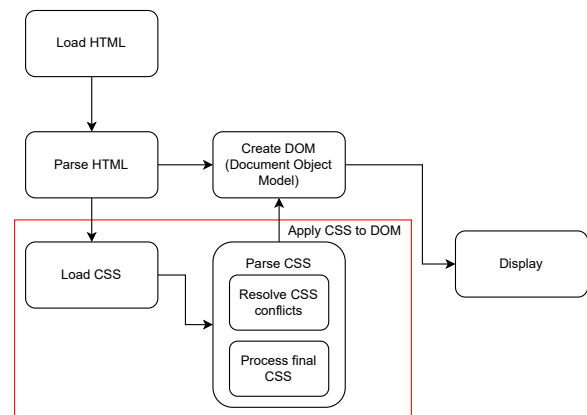 Load HTML
Parse HTML
Create DOM
(Document Object
Model)
Apply CSS to DOM
Load CSS
Parse CSS
Resolve CSS
conflicts
Process final
CSS
Display